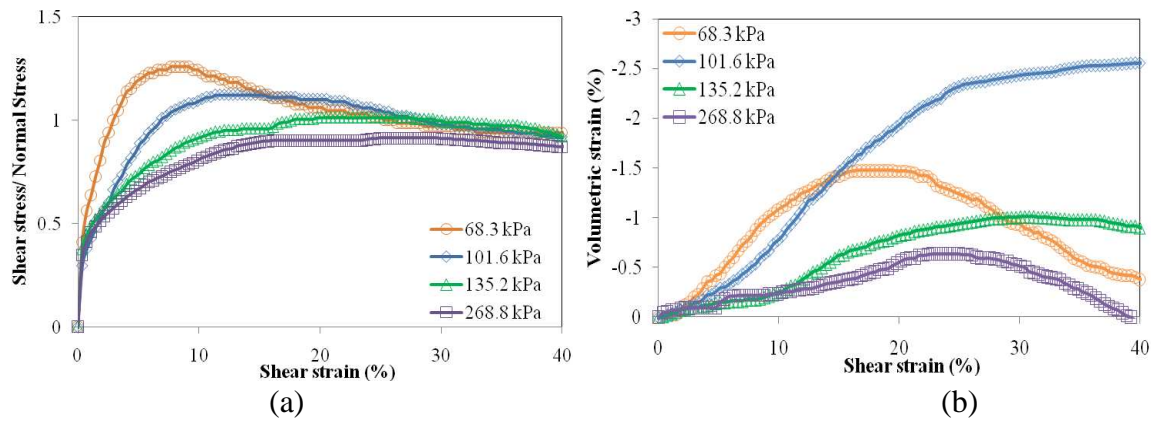 1.5
1
0.5
0
Shear stress/ Normal Stress
68.3 kPa
101.6 kPa
135.2 kPa
268.8 kPa
0 10 20 30 40
Shear strain (%)
(a)
-3
-2.5
-2
-1.5
-1
-0.5
0
Volumetric strain (%)
68.3 kPa
101.6 kPa
135.2 kPa
268.8 kPa
0 10 20 30 40
Shear strain (%)
(b)